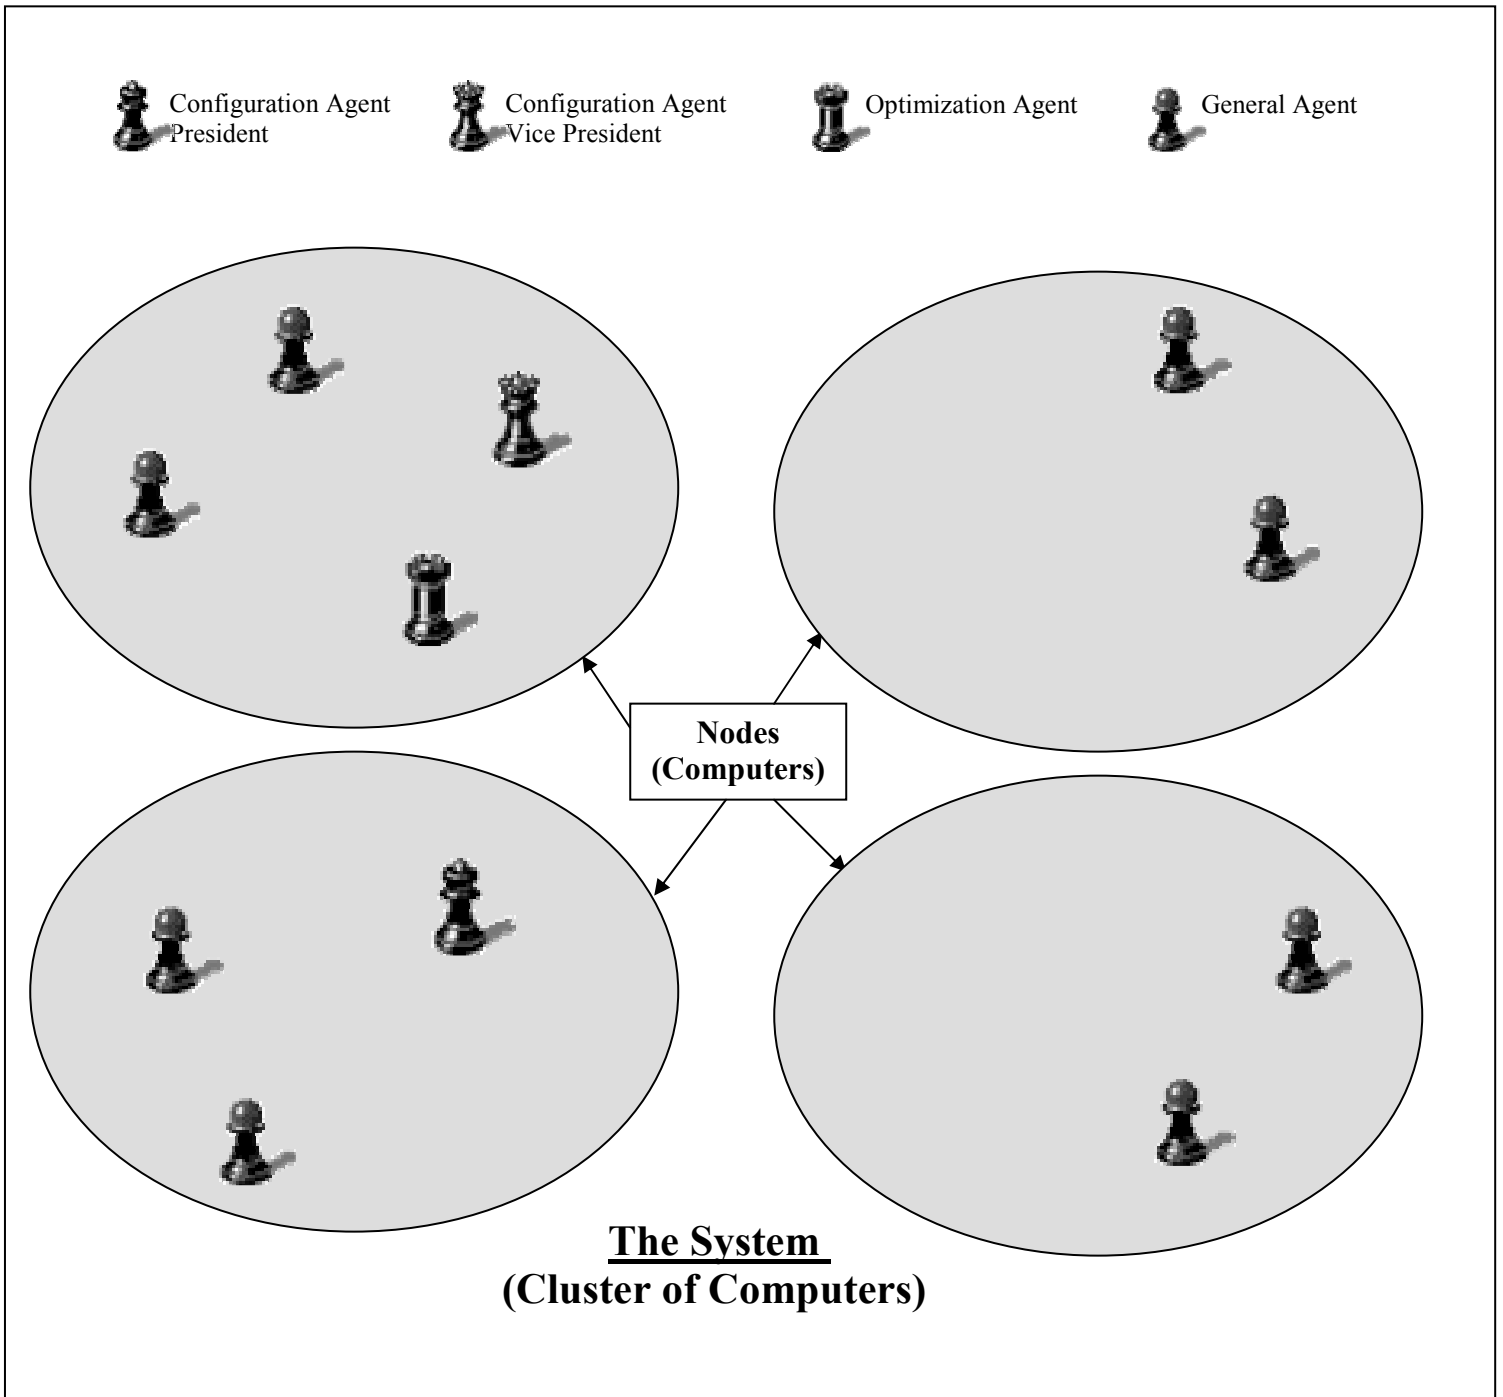 Configuration Agent
President
Configuration Agent
Vice President
Optimization Agent
General Agent
Nodes
(Computers)
The System
(Cluster of Computers)